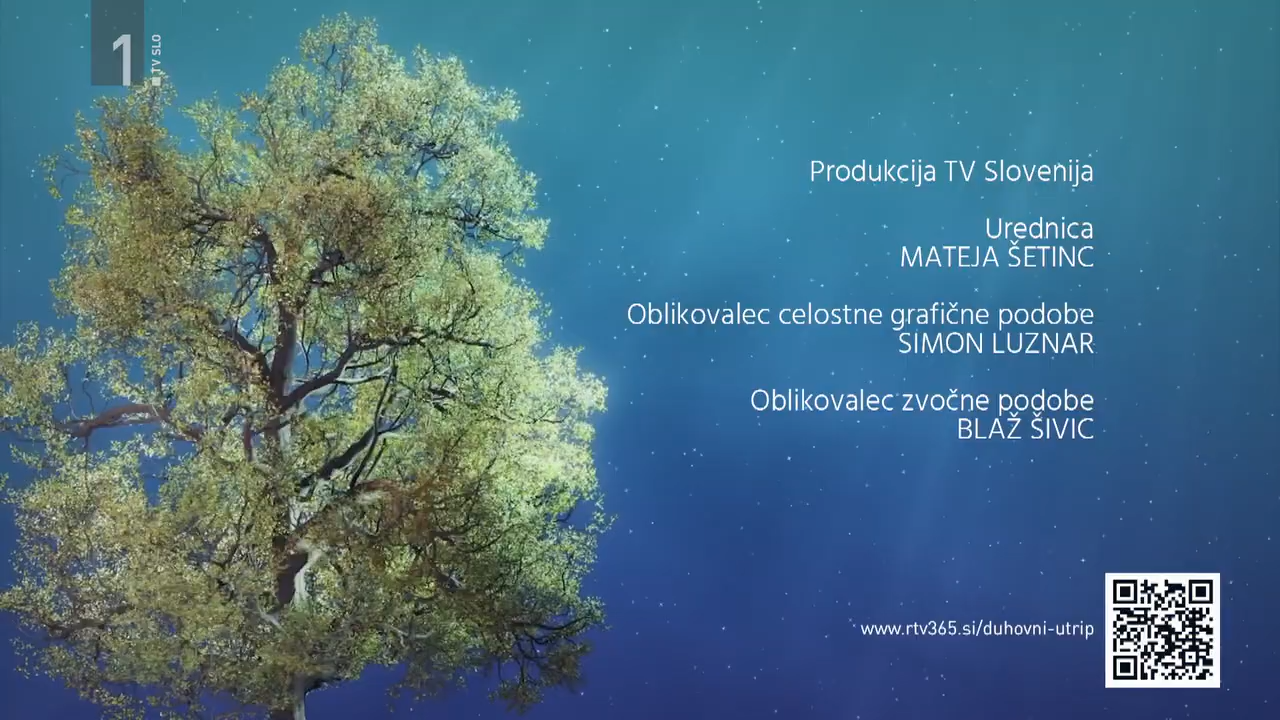 1
TV SLO
Produkcija TV Slovenija
Urednica
MATEJA ŠETINC
Oblikovalec celostne grafične podobe
SIMON LUZNAR
Oblikovalec zvočne podobe
BLAŽ ŠIVIC
www.rtv365.si/duhovni-utrip